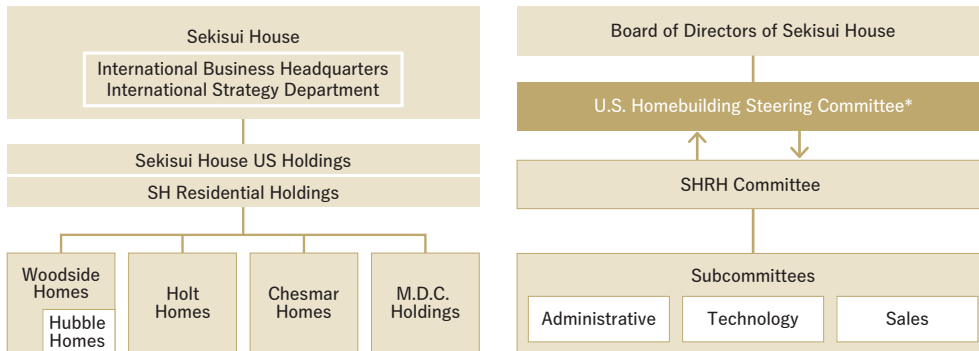 Sekisui House
International Business Headquarters
International Strategy Department
Sekisui House US Holdings
SH Residential Holdings
Woodside
Homes
Hubble
Homes
Holt
Homes
Chesmar
Homes
M.D.C.
Holdings
Board of Directors of Sekisui House
U.S. Homebuilding Steering Committee*
SHRH Committee
Subcommittees
Administrative
Technology
Sales